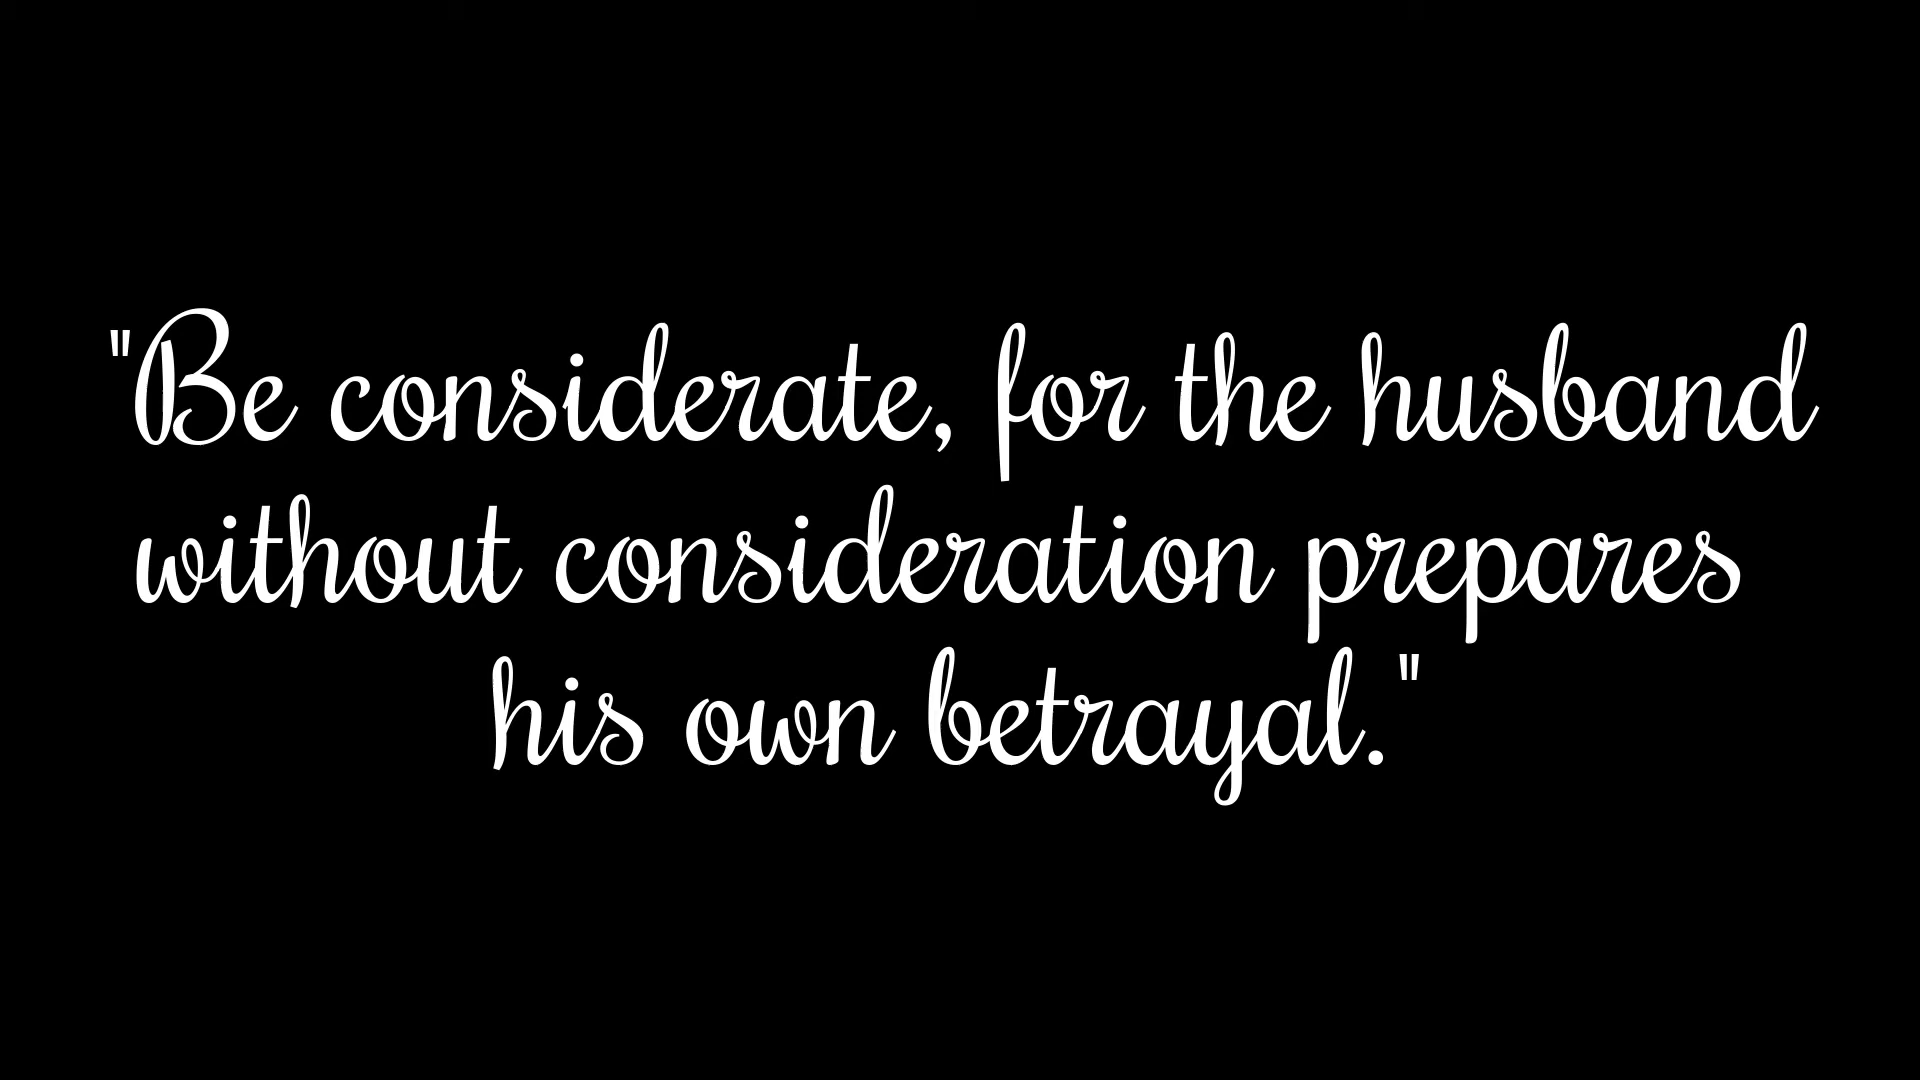 "Be considerate, for the husband
without consideration prepares
his own betrayal."